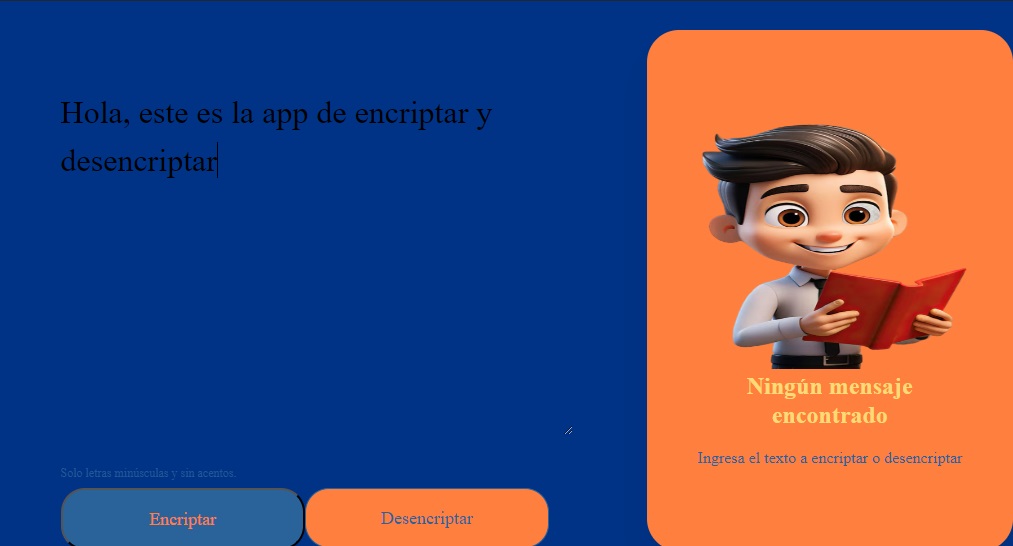 Hola, este es la app de encriptar y
desencriptar
Solo letras minúsculas y sin acentos.
Encriptar
Desencriptar
Ningún mensaje
encontrado
Ingresa el texto a encriptar o desencriptar